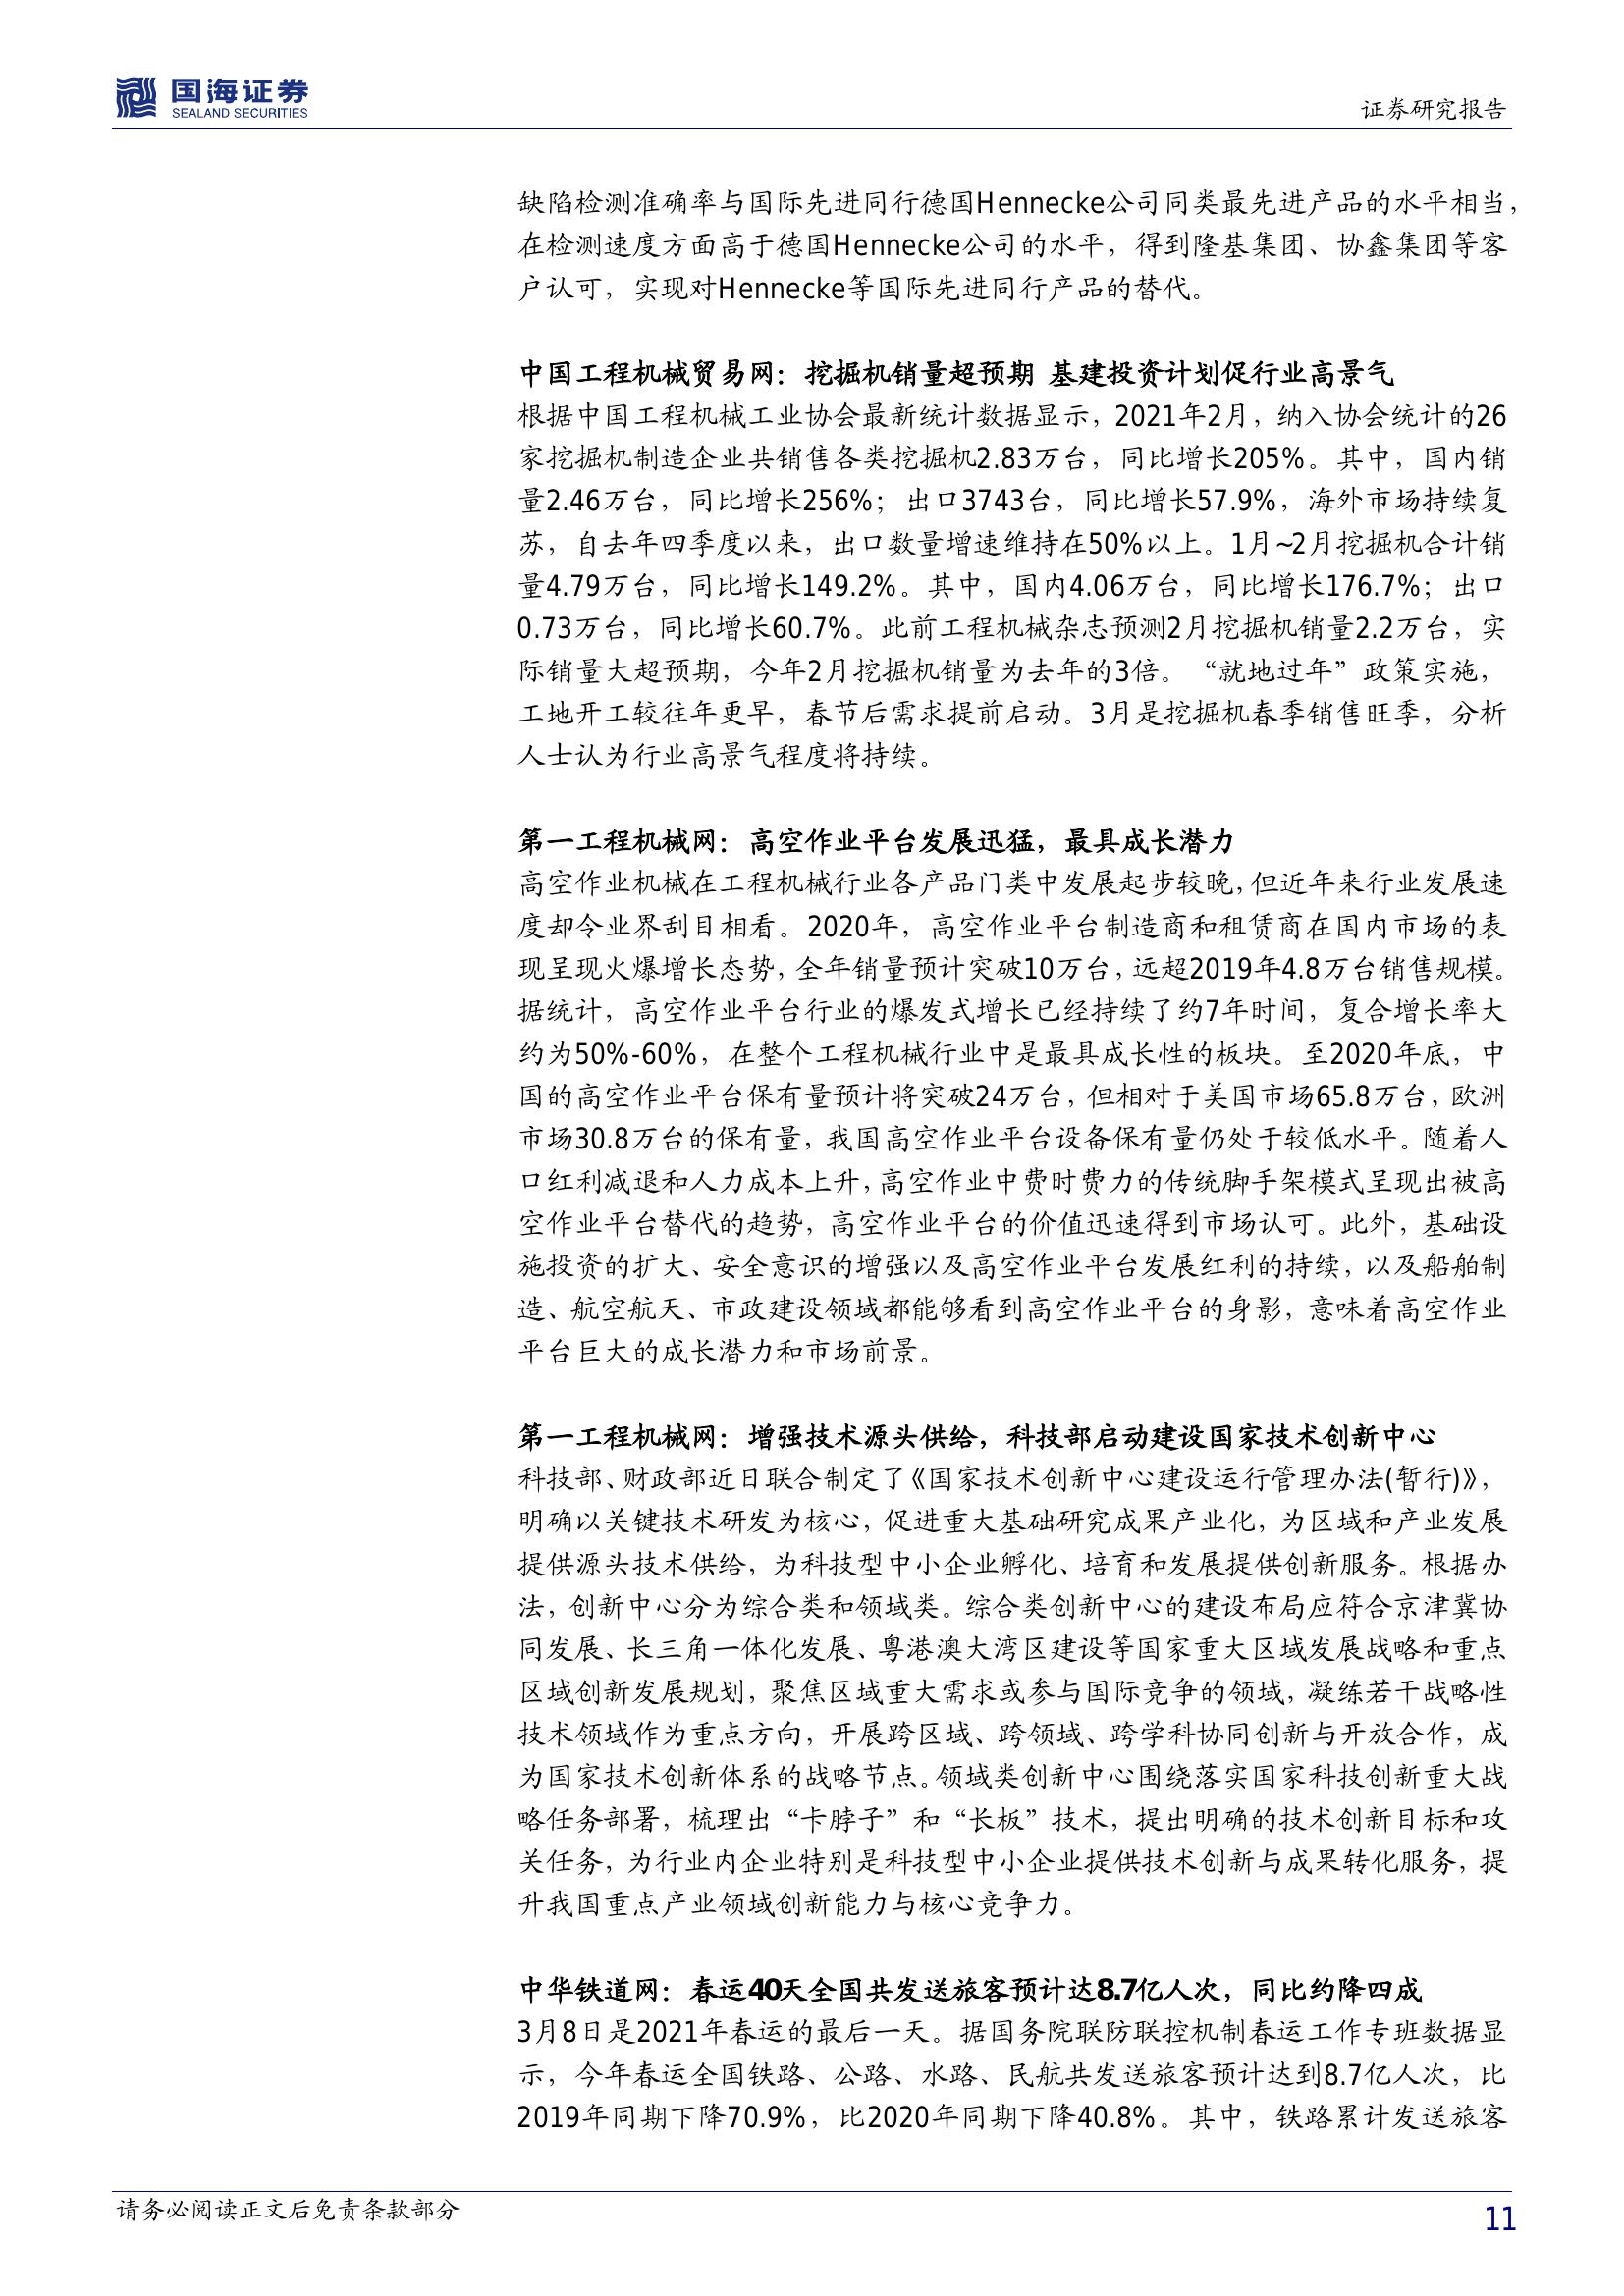 国海证券
SEALAND SECURITIES
证券研究报告
缺陷检测准确率与国际先进同行德国Hennecke公司同类最先进产品的水平相当，
在检测速度方面高于德国Hennecke公司的水平，得到隆基集团、协鑫集团等客
户认可，实现对Hennecke等国际先进同行产品的替代。
中国工程机械贸易网：挖掘机销量超预期 基建投资计划促行业高景气
根据中国工程机械工业协会最新统计数据显示，2021年2月，纳入协会统计的26
家挖掘机制造企业共销售各类挖掘机2.83万台，同比增长205%。其中，国内销
量2.46万台，同比增长256%；出口3743台，同比增长57.9%，海外市场持续复
苏，自去年四季度以来，出口数量增速维持在50%以上。1月~2月挖掘机合计销
量4.79万台，同比增长149.2%。其中，国内4.06万台，同比增长176.7%；出口
0.73万台，同比增长60.7%。此前工程机械杂志预测2月挖掘机销量2.2万台，实
际销量大超预期，今年2月挖掘机销量为去年的3倍。“就地过年”政策实施，
工地开工较往年更早，春节后需求提前启动。3月是挖掘机春季销售旺季，分析
人士认为行业高景气程度将持续。
第一工程机械网：高空作业平台发展迅猛，最具成长潜力
高空作业机械在工程机械行业各产品门类中发展起步较晚，但近年来行业发展速
度却令业界刮目相看。2020年，高空作业平台制造商和租赁商在国内市场的表
现呈现火爆增长态势，全年销量预计突破10万台，远超2019年4.8万台销售规模。
据统计，高空作业平台行业的爆发式增长已经持续了约7年时间，复合增长率大
约为50%-60%，在整个工程机械行业中是最具成长性的板块。至2020年底，中
国的高空作业平台保有量预计将突破24万台，但相对于美国市场65.8万台，欧洲
市场30.8万台的保有量，我国高空作业平台设备保有量仍处于较低水平。随着人
口红利减退和人力成本上升，高空作业中费时费力的传统脚手架模式呈现出被高
空作业平台替代的趋势，高空作业平台的价值迅速得到市场认可。此外，基础设
施投资的扩大、安全意识的增强以及高空作业平台发展红利的持续，以及船舶制
造、航空航天、市政建设领域都能够看到高空作业平台的身影，意味着高空作业
平台巨大的成长潜力和市场前景。
第一工程机械网：增强技术源头供给，科技部启动建设国家技术创新中心
科技部、财政部近日联合制定了《国家技术创新中心建设运行管理办法(暂行)》，
明确以关键技术研发为核心，促进重大基础研究成果产业化，为区域和产业发展
提供源头技术供给，为科技型中小企业孵化、培育和发展提供创新服务。根据办
法，创新中心分为综合类和领域类。综合类创新中心的建设布局应符合京津冀协
同发展、长三角一体化发展、粤港澳大湾区建设等国家重大区域发展战略和重点
区域创新发展规划，聚焦区域重大需求或参与国际竞争的领域，凝练若干战略性
技术领域作为重点方向，开展跨区域、跨领域、跨学科协同创新与开放合作，成
为国家技术创新体系的战略节点。领域类创新中心围绕落实国家科技创新重大战
略任务部署，梳理出“卡脖子”和“长板”技术，提出明确的技术创新目标和攻
关任务，为行业内企业特别是科技型中小企业提供技术创新与成果转化服务，提
升我国重点产业领域创新能力与核心竞争力。
中华铁道网：春运40天全国共发送旅客预计达8.7亿人次，同比约降四成
3月8日是2021年春运的最后一天。据国务院联防联控机制春运工作专班数据显
示，今年春运全国铁路、公路、水路、民航共发送旅客预计达到8.7亿人次，比
2019年同期下降70.9%，比2020年同期下降40.8%。其中，铁路累计发送旅客
请务必阅读正文后免责条款部分
11